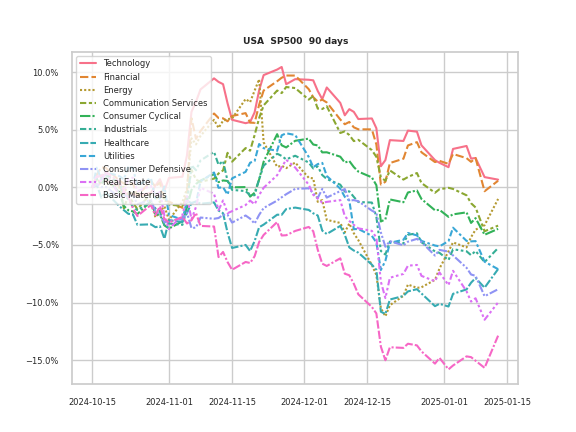 USA  SP500  90 days
Technology
Financial
Energy
Communication Services
Consumer Cyclical
Industrials
Healthcare
Utilities
Consumer Defensive
Real Estate
Basic Materials
10.0%
5.0%
0.0%
−5.0%
−10.0%
−15.0%
2024-10-15
2024-11-01
2024-11-15
2024-12-01
2024-12-15
2025-01-01
2025-01-15